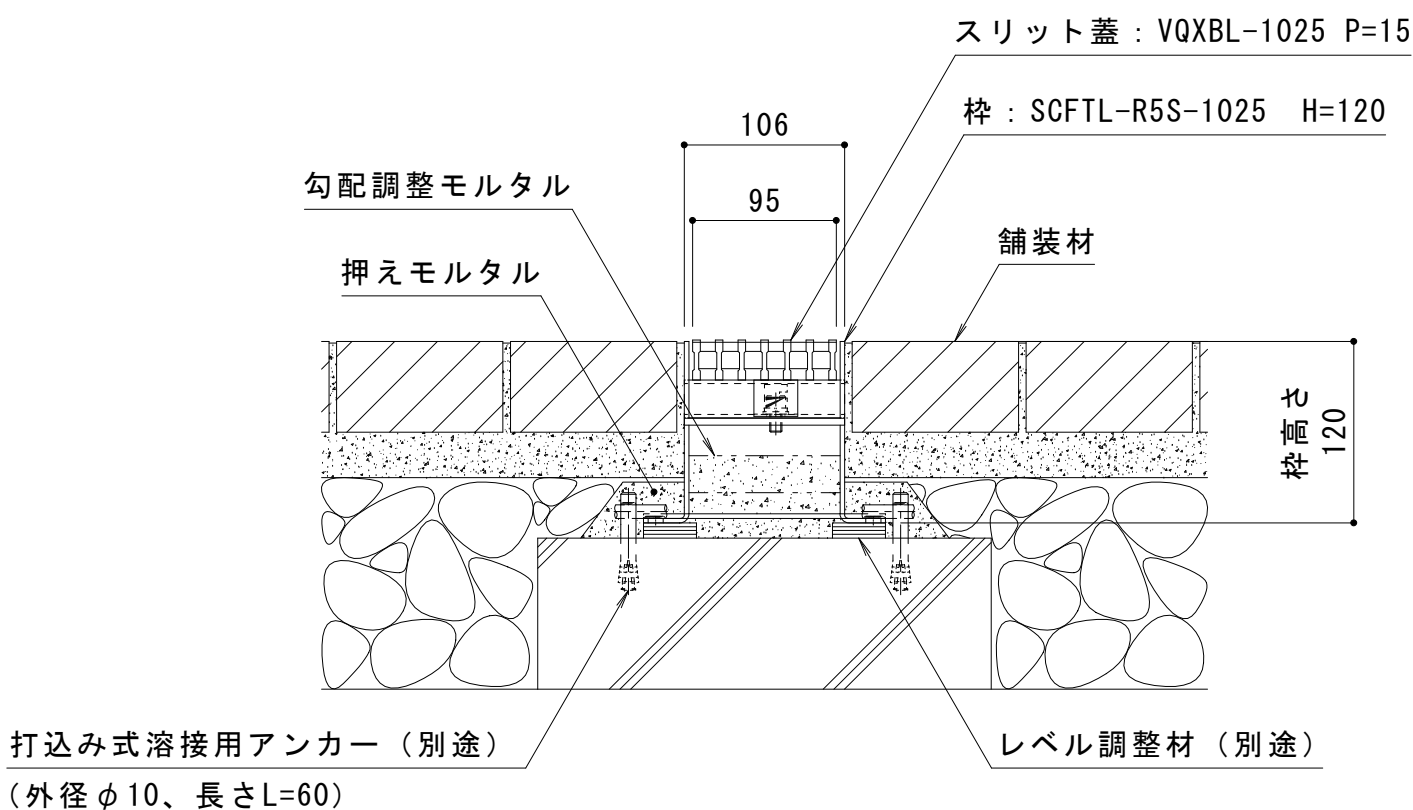 スリット蓋：VQXBL-1025 P=15
枠：SCFTL-R5S-1025 H=120
106
勾配調整モルタル
95
舗装材
押えモルタル
枠高さ
120
打込み式溶接用アンカー（別途）
（外径φ10、長さL=60）
レベル調整材（別途）